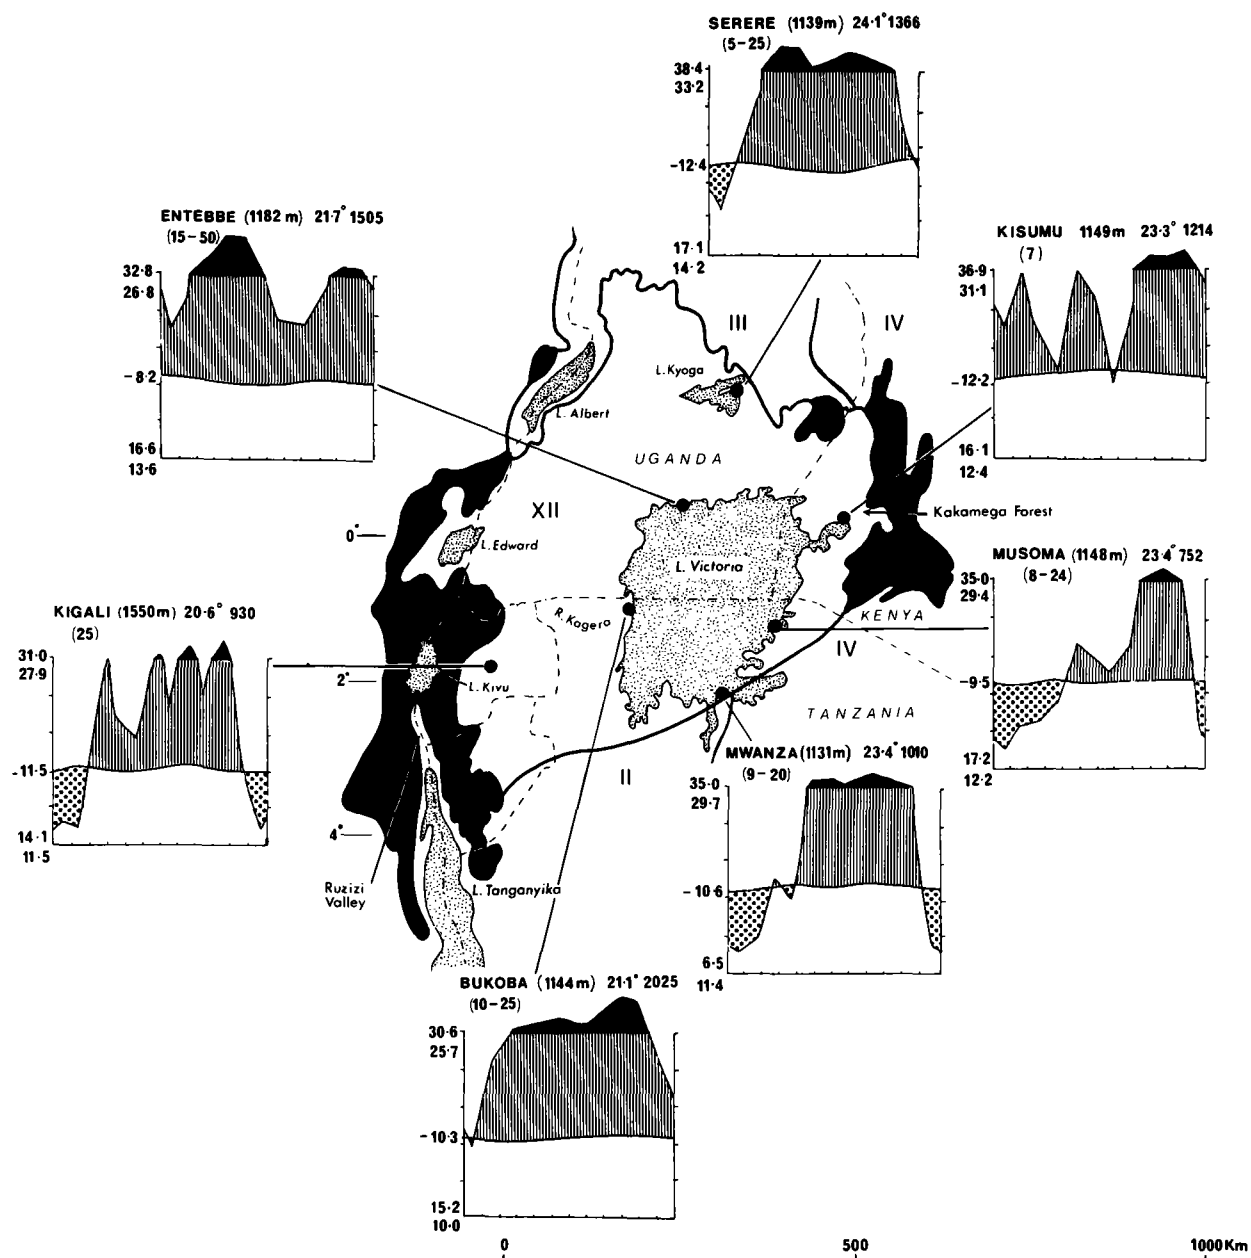 SERERE (1139m) 24·1° 1366
(5–25)
38·4
33·2
–12·4
17·1
14·2
ENTEBBE (1182 m) 21·7° 1505
(15–50)
32·8
26·8
–8·2
16·6
13·6
KISUMU 1149m 23·3° 1214
(7)
36·9
31·1
–12·2
16·1
12·4
III
IV
L. Kyoga
L. Albert
UGANDA
XII
Kakamega Forest
0°
L. Edward
L. Victoria
MUSOMA (1148m) 23·4° 752
(8–24)
35·0
29·4
–9·5
17·2
12·2
KIGALI (1550m) 20·6° 930
(25)
31·0
27·9
–11·5
14·1
11·5
R. Kagera
KENYA
IV
2°
L. Kivu
TANZANIA
II
MWANZA (1131m) 23·4° 1010
(9–20)
35·0
29·7
–10·6
6·5
11·4
4°
Ruzizi
Valley
L. Tanganyika
BUKOBA (1144m) 21·1° 2025
(10–25)
30·6
25·7
–10·3
15·2
10·0
0 500 1000Km